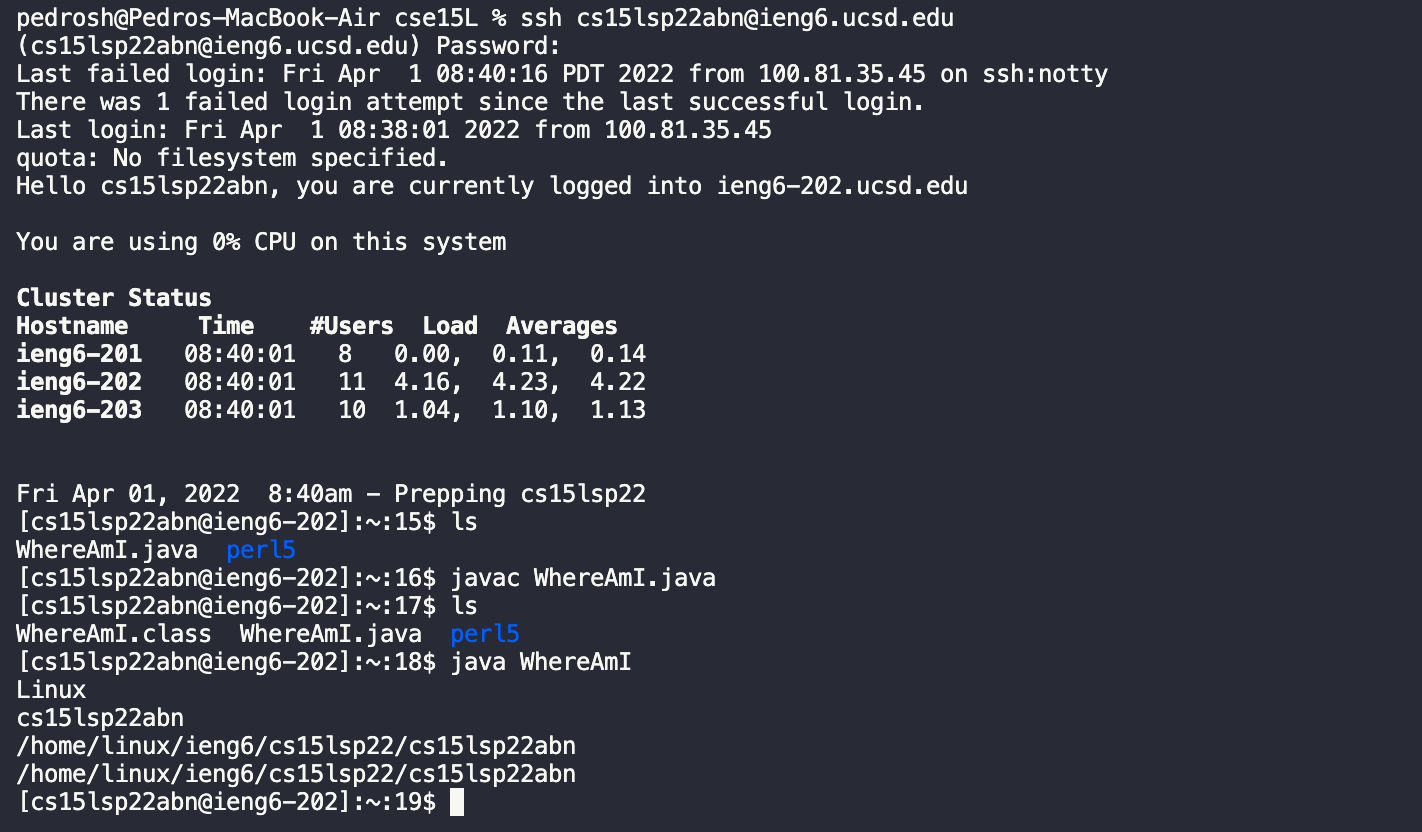 pedrosh@Pedros-MacBook-Air cse15L % ssh cs15lsp22abn@ieng6.ucsd.edu
(cs15lsp22abn@ieng6.ucsd.edu) Password:
Last failed login: Fri Apr  1 08:40:16 PDT 2022 from 100.81.35.45 on ssh:notty
There was 1 failed login attempt since the last successful login.
Last login: Fri Apr  1 08:38:01 2022 from 100.81.35.45
quota: No filesystem specified.
Hello cs15lsp22abn, you are currently logged into ieng6-202.ucsd.edu
You are using 0% CPU on this system
Cluster Status
Hostname     Time    #Users  Load  Averages
ieng6-201   08:40:01   8   0.00,  0.11,  0.14
ieng6-202   08:40:01   11  4.16,  4.23,  4.22
ieng6-203   08:40:01   10  1.04,  1.10,  1.13
Fri Apr 01, 2022  8:40am - Prepping cs15lsp22
[cs15lsp22abn@ieng6-202]:~:15$ ls
WhereAmI.java  perl5
[cs15lsp22abn@ieng6-202]:~:16$ javac WhereAmI.java
[cs15lsp22abn@ieng6-202]:~:17$ ls
WhereAmI.class  WhereAmI.java  perl5
[cs15lsp22abn@ieng6-202]:~:18$ java WhereAmI
Linux
cs15lsp22abn
/home/linux/ieng6/cs15lsp22/cs15lsp22abn
/home/linux/ieng6/cs15lsp22/cs15lsp22abn
[cs15lsp22abn@ieng6-202]:~:19$